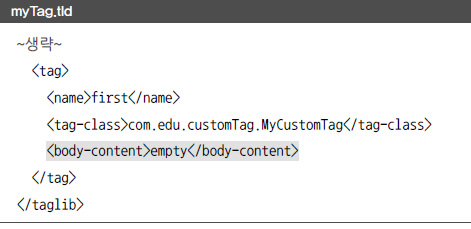 myTag.tld
~생략~
<tag>
<name>first</name>
<tag-class>com.edu.customTag.MyCustomTag</tag-class>
<body-content>empty</body-content>
</tag>
</taglib>